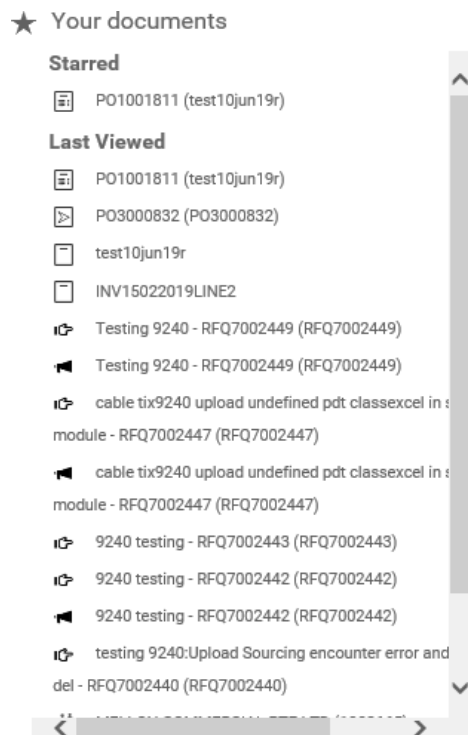 Your documents
Starred
PO1001811 (test10jun19r)
Last Viewed
PO1001811 (test10jun19r)
PO3000832 (PO3000832)
test10jun19r
INV15022019LINE2
Testing 9240 - RFQ7002449 (RFQ7002449)
Testing 9240 - RFQ7002449 (RFQ7002449)
cable tix9240 upload undefined pdt classexcel in s
module - RFQ7002447 (RFQ7002447)
cable tix9240 upload undefined pdt classexcel in s
module - RFQ7002447 (RFQ7002447)
9240 testing - RFQ7002443 (RFQ7002443)
9240 testing - RFQ7002442 (RFQ7002442)
9240 testing - RFQ7002442 (RFQ7002442)
testing 9240:Upload Sourcing encounter error and
del - RFQ7002440 (RFQ7002440)